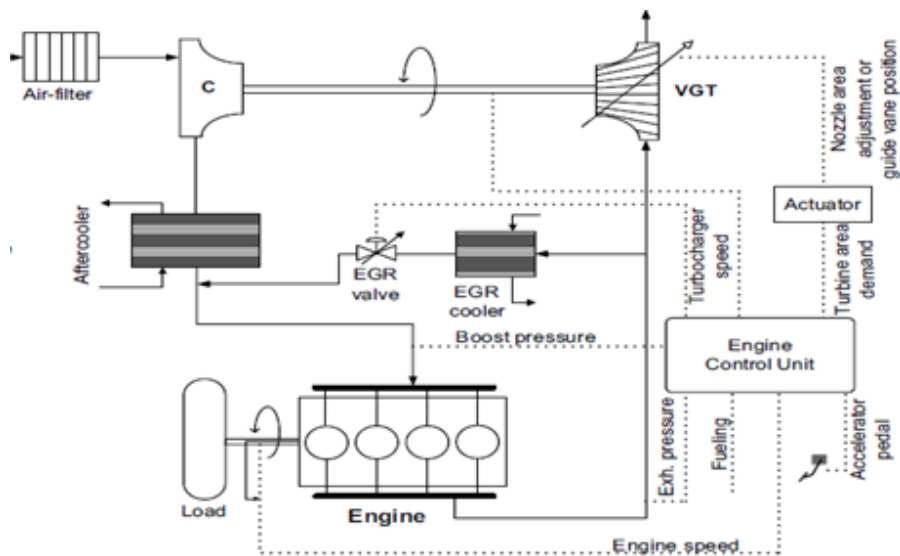 Air-filter
C
VGT
Nozzle area
adjustment or
guide vane position
Actuator
Aftercooler
EGR
valve
EGR
cooler
Turbocharger
speed
Turbine area
demand
Boost pressure
Engine
Control Unit
Load
Engine
Exh. pressure
Fueling
Accelerator
pedal
Engine speed